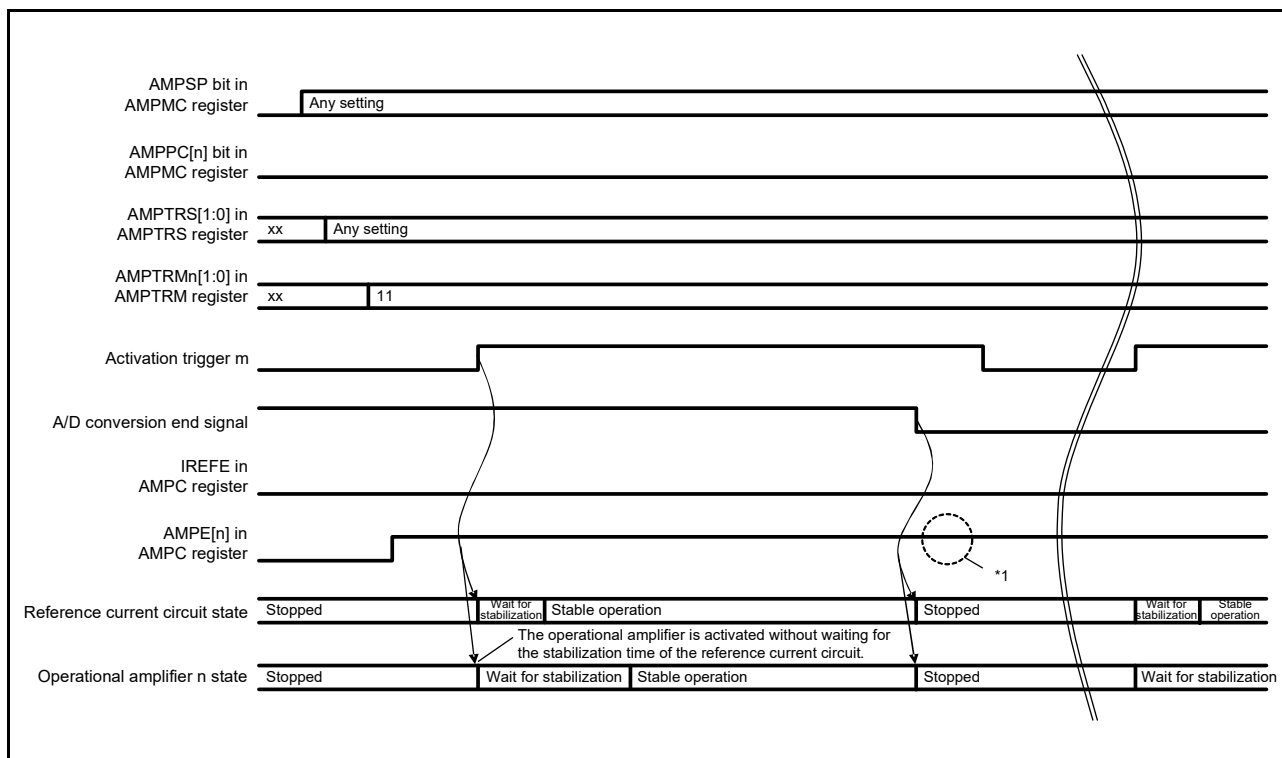 AMPSP bit in
AMPMC register
Any setting
AMPPC[n] bit in
AMPMC register
AMPTRS[1:0] in
AMPTRS register
xx
Any setting
AMPTRMn[1:0] in
AMPTRM register
xx
11
Activation trigger m
A/D conversion end signal
IREFE in
AMPC register
AMPE[n] in
AMPC register
*1
Reference current circuit state
Stopped
Wait for
stabilization
Stable operation
Stopped
Wait for
stabilization
Stable
operation
The operational amplifier is activated without waiting for
the stabilization time of the reference current circuit.
Operational amplifier n state
Stopped
Wait for stabilization
Stable operation
Stopped
Wait for stabilization